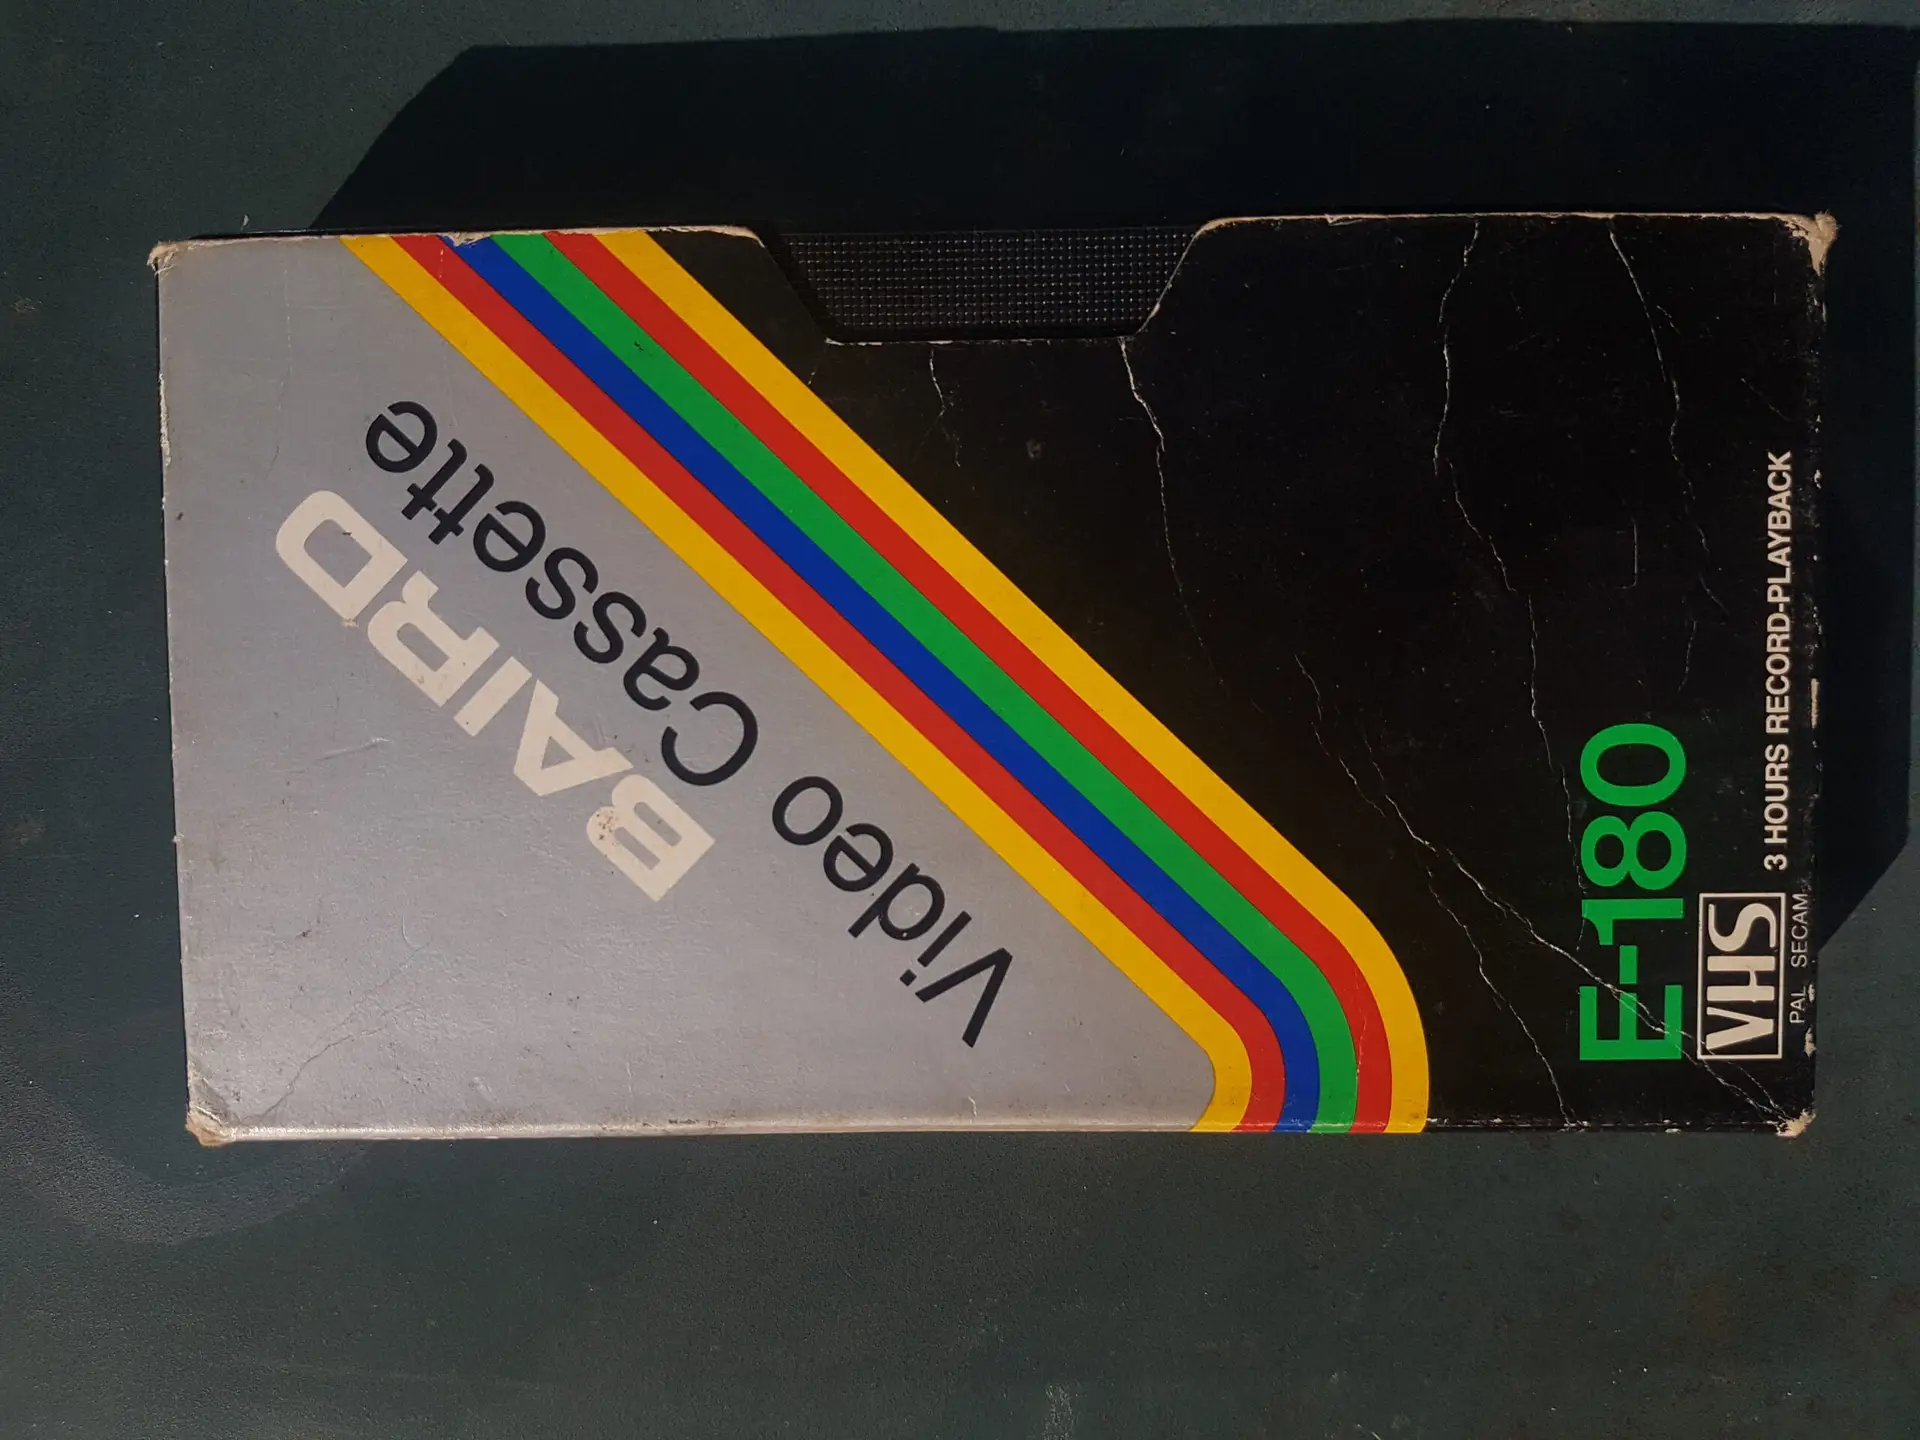 BAIRD
Video Cassette
E-180
VHS 3 HOURS RECORD-PLAYBACK
PAL SECAM